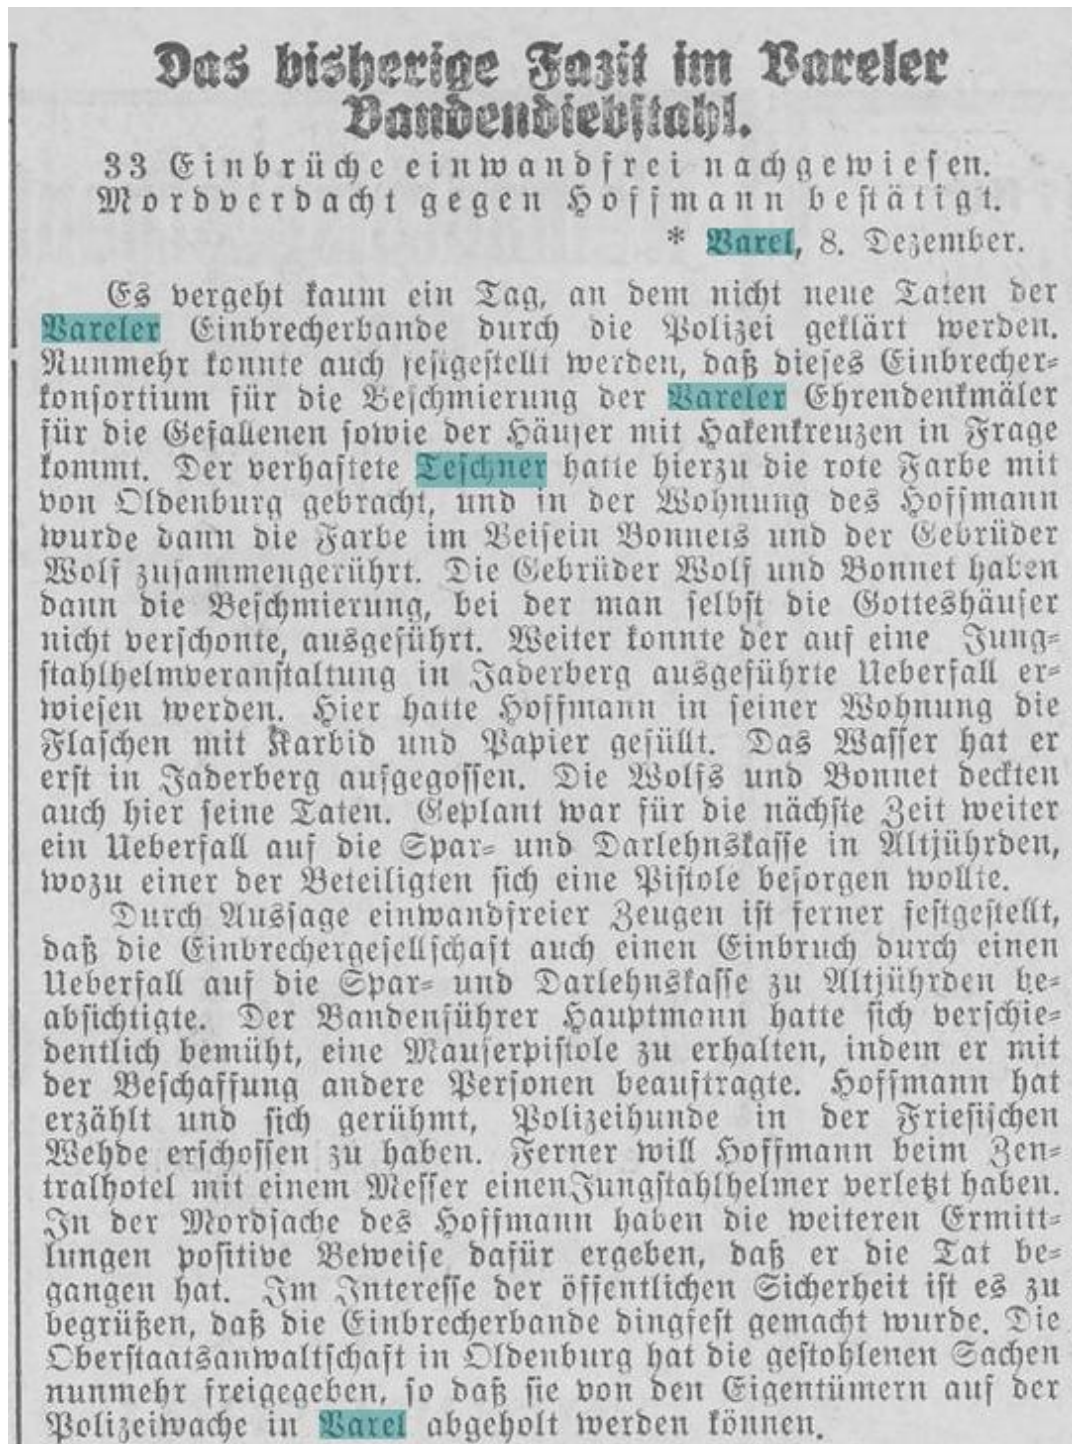 Das bisherige Fazit im Vareler
Bandendiebstahl.
33 Einbrüche einwandfrei nachgewiesen.
Mordverdacht gegen Hoffmann bestätigt.
* Varel, 8. Dezember.
Es vergeht kaum ein Tag, an dem nicht neue Taten der
Vareler Einbrecherbande durch die Polizei geklärt werden.
Nunmehr konnte auch festgestellt werden, daß dieses Einbrecher-
konsortium für die Beschmierung der Vareler Ehrendenkmäler
für die Gefallenen sowie der Häuser mit Hakenkreuzen in Frage
kommt. Der verhaftete Teschner hatte hierzu die rote Farbe mit
von Oldenburg gebracht, und in der Wohnung des Hoffmann
wurde dann die Farbe im Beisein Bonnets und der Gebrüder
Wolf zusammengerührt. Die Gebrüder Wolf und Bonnet haben
dann die Beschmierung, bei der man selbst die Gotteshäuser
nicht verschonte, ausgeführt. Weiter konnte der auf eine Jung-
stahlhelmveranstaltung in Jaderberg ausgeführte Ueberfall er-
wiesen werden. Hier hatte Hoffmann in seiner Wohnung die
Flaschen mit Karbid und Papier gefüllt. Das Wasser hat er
erst in Jaderberg aufgegossen. Die Wolfs und Bonnet deckten
auch hier seine Taten. Geplant war für die nächste Zeit weiter
ein Ueberfall auf die Spar- und Darlehnskasse in Altjührden,
wozu einer der Beteiligten sich eine Pistole besorgen wollte.
Durch Aussage einwandfreier Zeugen ist ferner festgestellt,
daß die Einbrechergesellschaft auch einen Einbruch durch einen
Ueberfall auf die Spar- und Darlehnskasse zu Altjührden be-
absichtigte. Der Bandenführer Hauptmann hatte sich verschie-
dentlich bemüht, eine Mauserpistole zu erhalten, indem er mit
der Beschaffung andere Personen beauftragte. Hoffmann hat
erzählt und sich gerühmt, Polizeihunde in der Friesischen
Wehde erschossen zu haben. Ferner will Hoffmann beim Zen-
tralhotel mit einem Messer einen Jungstahlhelmer verletzt haben.
In der Mordsache des Hoffmann haben die weiteren Ermitt-
lungen positive Beweise dafür ergeben, daß er die Tat be-
gangen hat. Im Interesse der öffentlichen Sicherheit ist es zu
begrüßen, daß die Einbrecherbande dingfest gemacht wurde. Die
Oberstaatsanwaltschaft in Oldenburg hat die gestohlenen Sachen
nunmehr freigegeben, so daß sie von den Eigentümern auf der
Polizeiwache in Varel abgeholt werden können.